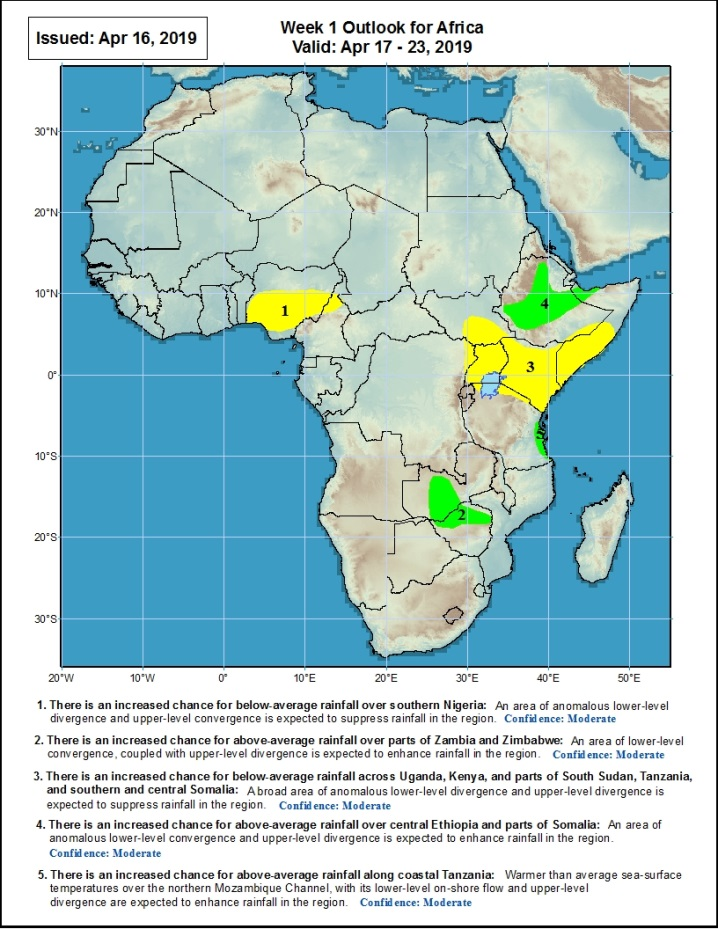 Issued: Apr 16, 2019
Week 1 Outlook for Africa
Valid: Apr 17 - 23, 2019
30°N
20°N
10°N
0°
10°S
20°S
30°S
1
4
3
5
2
20°W
10°W
0°
10°E
20°E
30°E
40°E
50°E
1. There is an increased chance for below-average rainfall over southern Nigeria: An area of anomalous lower-level
divergence and upper-level convergence is expected to suppress rainfall in the region. Confidence: Moderate
2. There is an increased chance for above-average rainfall over parts of Zambia and Zimbabwe: An area of lower-level
convergence, coupled with upper-level divergence is expected to enhance rainfall in the region. Confidence: Moderate
3. There is an increased chance for below-average rainfall across Uganda, Kenya, and parts of South Sudan, Tanzania,
and southern and central Somalia: A broad area of anomalous lower-level divergence and upper-level divergence is
expected to suppress rainfall in the region. Confidence: Moderate
4. There is an increased chance for above-average rainfall over central Ethiopia and parts of Somalia: An area of
anomalous lower-level convergence and upper-level divergence is expected to enhance rainfall in the region.
Confidence: Moderate
5. There is an increased chance for above-average rainfall along coastal Tanzania: Warmer than average sea-surface
temperatures over the northern Mozambique Channel, with its lower-level on-shore flow and upper-level
divergence are expected to enhance rainfall in the region. Confidence: Moderate